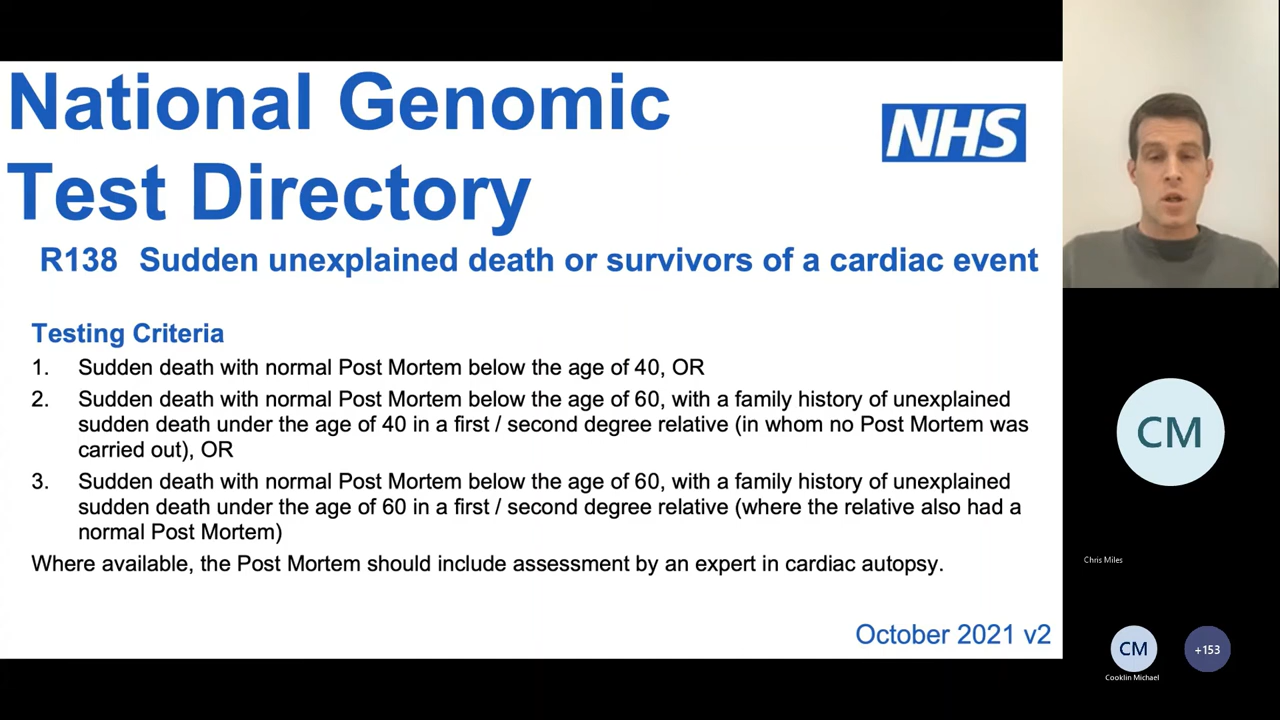 National Genomic
Test Directory
NHS
R138 Sudden unexplained death or survivors of a cardiac event
Testing Criteria
1. Sudden death with normal Post Mortem below the age of 40, OR
2. Sudden death with normal Post Mortem below the age of 60, with a family history of unexplained
sudden death under the age of 40 in a first / second degree relative (in whom no Post Mortem was
carried out), OR
3. Sudden death with normal Post Mortem below the age of 60, with a family history of unexplained
sudden death under the age of 60 in a first / second degree relative (where the relative also had a
normal Post Mortem)
Where available, the Post Mortem should include assessment by an expert in cardiac autopsy.
October 2021 v2
CM
Chris Miles
CM
+153
Cooklin Michael